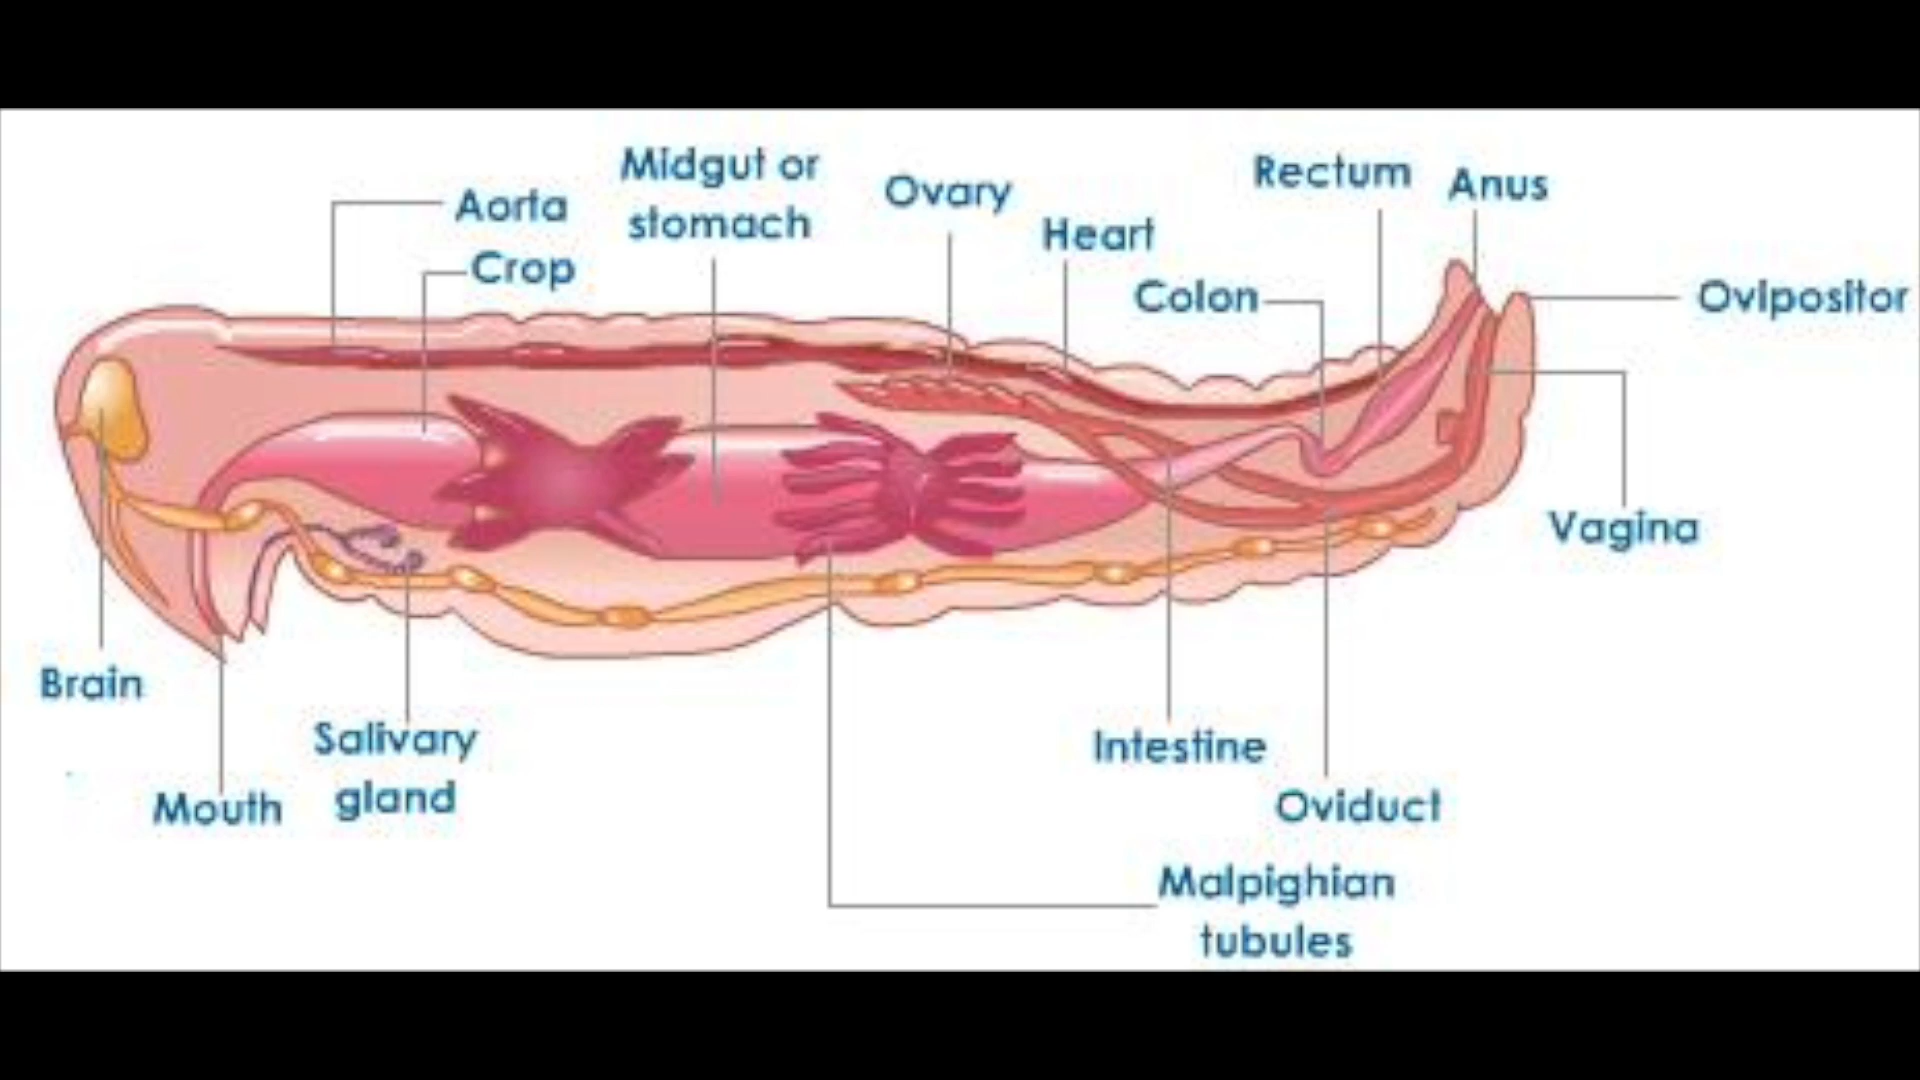 Aorta
Crop
Midgut or
stomach
Ovary
Heart
Colon
Rectum
Anus
Ovipositor
Vagina
Brain
Mouth
Salivary
gland
Intestine
Oviduct
Malpighian
tubules